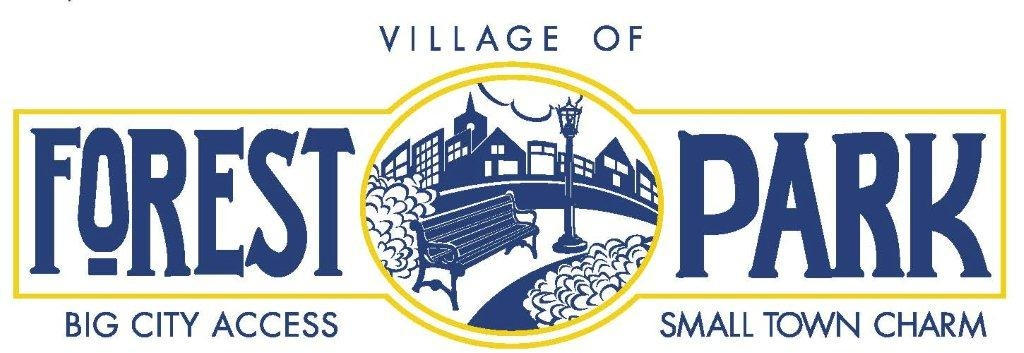 VILLAGE OF
FOREST PARK
BIG CITY ACCESS
SMALL TOWN CHARM